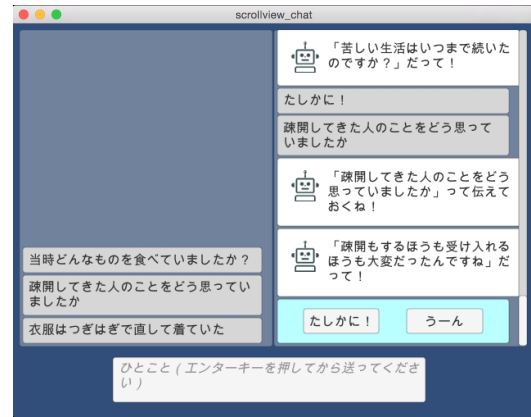 scrollview_chat
当時どんなものを食べていましたか？
疎開してきた人のことをどう思ってい
ましたか
衣服はつぎはぎで直して着ていた
「苦しい生活はいつまで続いた
のですか？」だって！
たしかに！
疎開してきた人のことをどう思って
いましたか
「疎開してきた人のことをどう
思っていましたか」って伝えて
おくね！
「疎開もするほうも受け入れる
ほうも大変だったんですね」だ
って！
たしかに！
うーん
ひとこと（エンターキーを押してから送ってくださ
い）